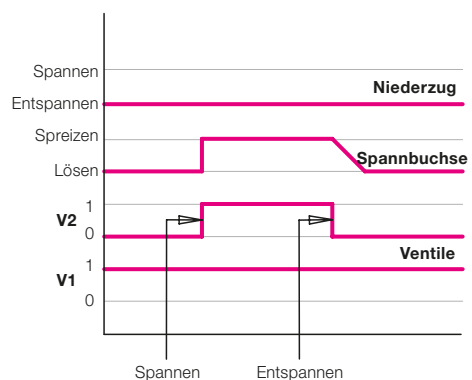 Spannen
Niederzug
Entspannen
Spreizen
Spannbuchse
Lösen
1
V2
0
Ventile
1
V1
0
Spannen Entspannen